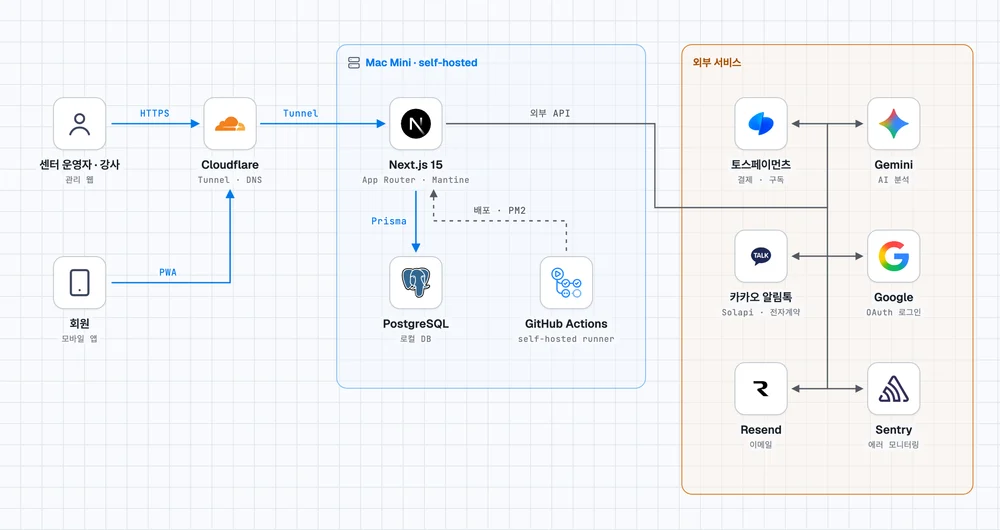 Mac Mini · self-hosted
외부 서비스
HTTPS
Tunnel
외부 API
센터 운영자 · 강사
관리 웹
Cloudflare
Tunnel · DNS
N
Next.js 15
App Router · Mantine
토스페이먼츠
결제 · 구독
Gemini
AI 분석
Prisma
배포 · PM2
PWA
회원
모바일 앱
PostgreSQL
로컬 DB
GitHub Actions
self-hosted runner
TALK
카카오 알림톡
Solapi · 전자계약
G
Google
OAuth 로그인
R
Resend
이메일
Sentry
에러 모니터링